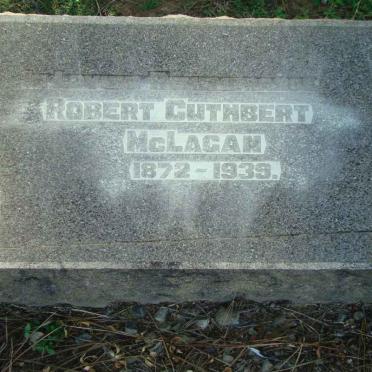 ROBERT CUTHBERT
MCLAGAN
1872-1939.